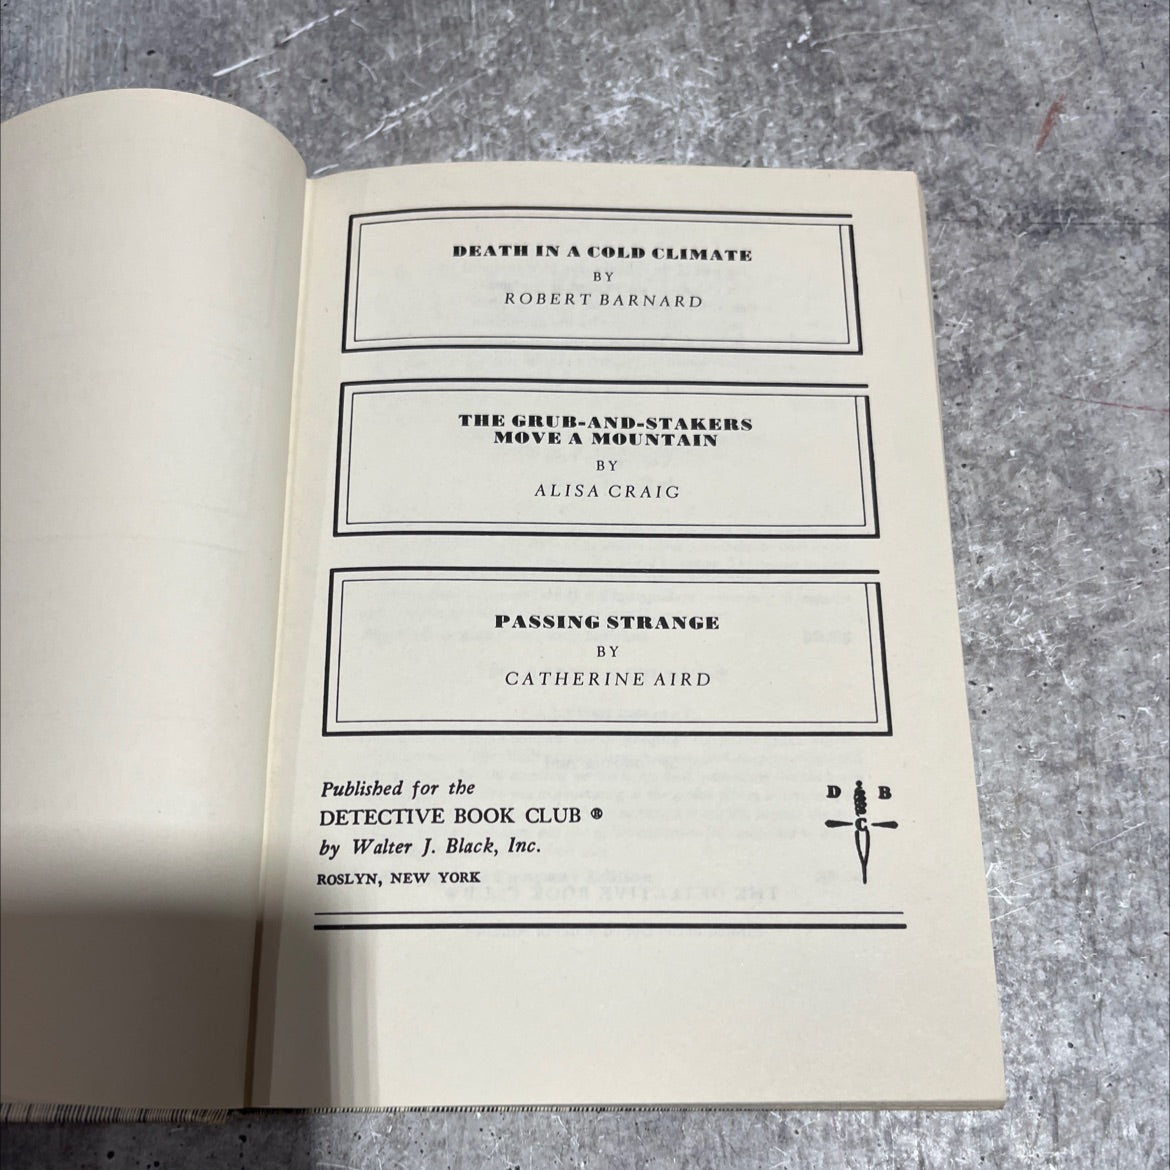 DEATH IN A COLD CLIMATE
BY
ROBERT BARNARD
THE GRUB-AND-STAKERS
MOVE A MOUNTAIN
BY
ALISA CRAIG
PASSING STRANGE
BY
CATHERINE AIRD
Published for the
DETECTIVE BOOK CLUB ®
by Walter J. Black, Inc.
ROSLYN, NEW YORK
D B
C